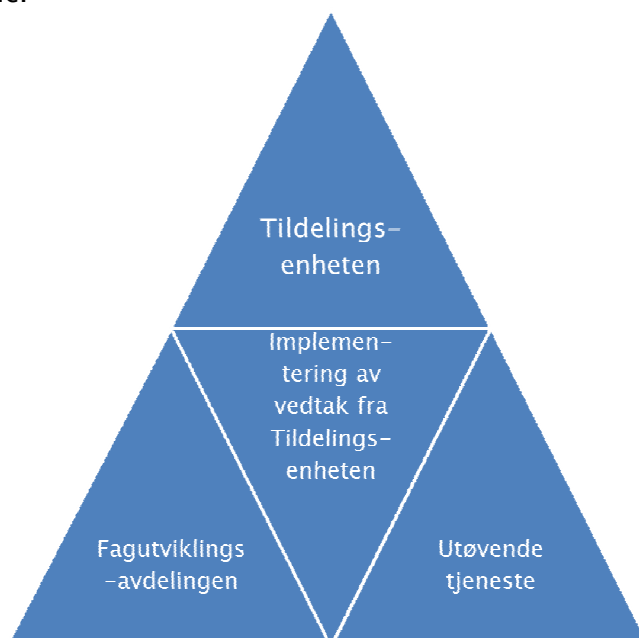 Tildelings-
enheten
Implemen-
tering av
vedtak fra
Tildelings-
enheten
Fagutviklings
-avdelingen
Utøvende
tjeneste